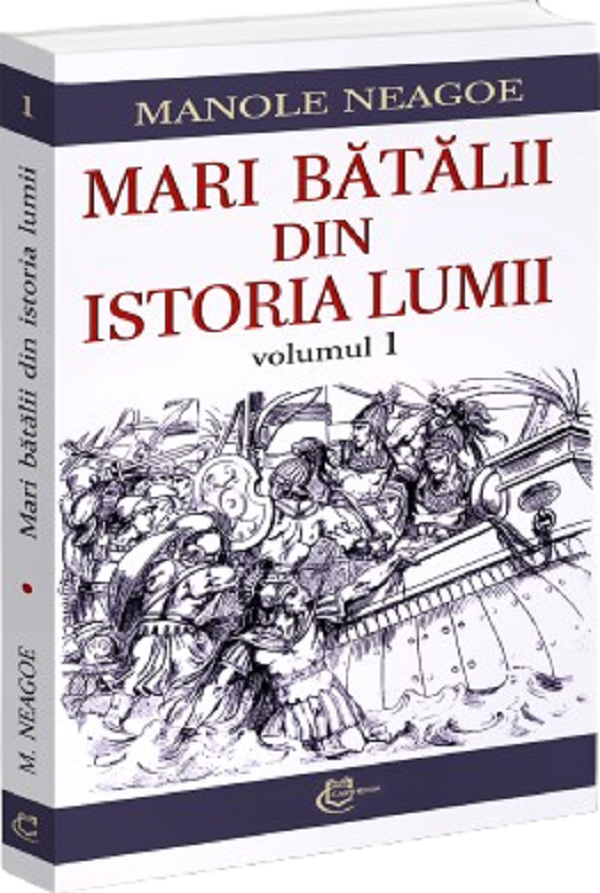 MANOLE NEAGOE
MARI BĂTĂLII
DIN
ISTORIA LUMII
volumul 1
1
Mari bătălii din istoria lumii
M. NEAGOE